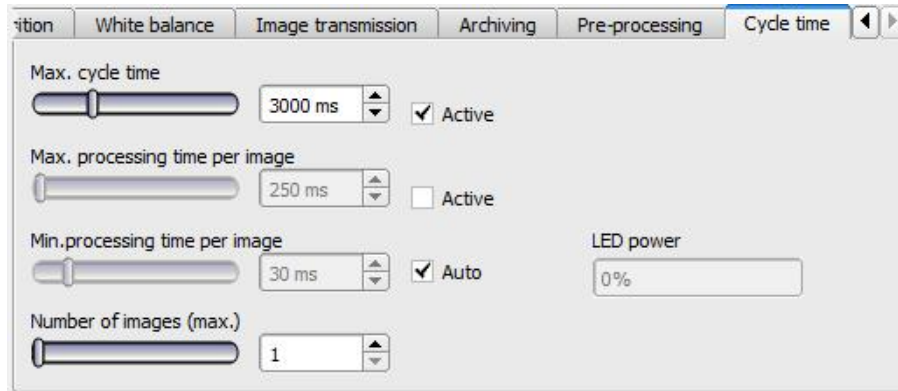 White balance Image transmission Archiving Pre-processing Cycle time
Max. cycle time
3000 ms Active
Max. processing time per image
250 ms Active
Min.processing time per image LED power
30 ms Auto 0%
Number of images (max.)
1